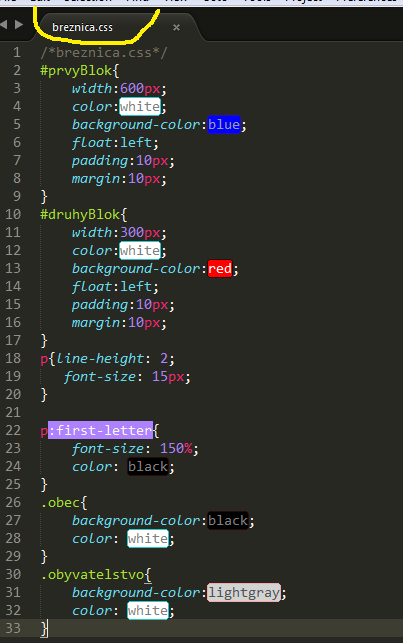 breznica.css ×
1 /*breznica.css*/
2 #prvyBlok{
3     width:600px;
4     color:white;
5     background-color:blue;
6     float:left;
7     padding:10px;
8     margin:10px;
9 }
10 #druhyBlok{
11     width:300px;
12     color:white;
13     background-color:red;
14     float:left;
15     padding:10px;
16     margin:10px;
17 }
18 p{line-height: 2;
19    font-size: 15px;
20 }
21
22 p:first-letter{
23     font-size: 150%;
24     color: black;
25 }
26 .obec{
27     background-color:black;
28     color: white;
29 }
30 .obyvatelstvo{
31     background-color:lightgray;
32     color: white;
33 }